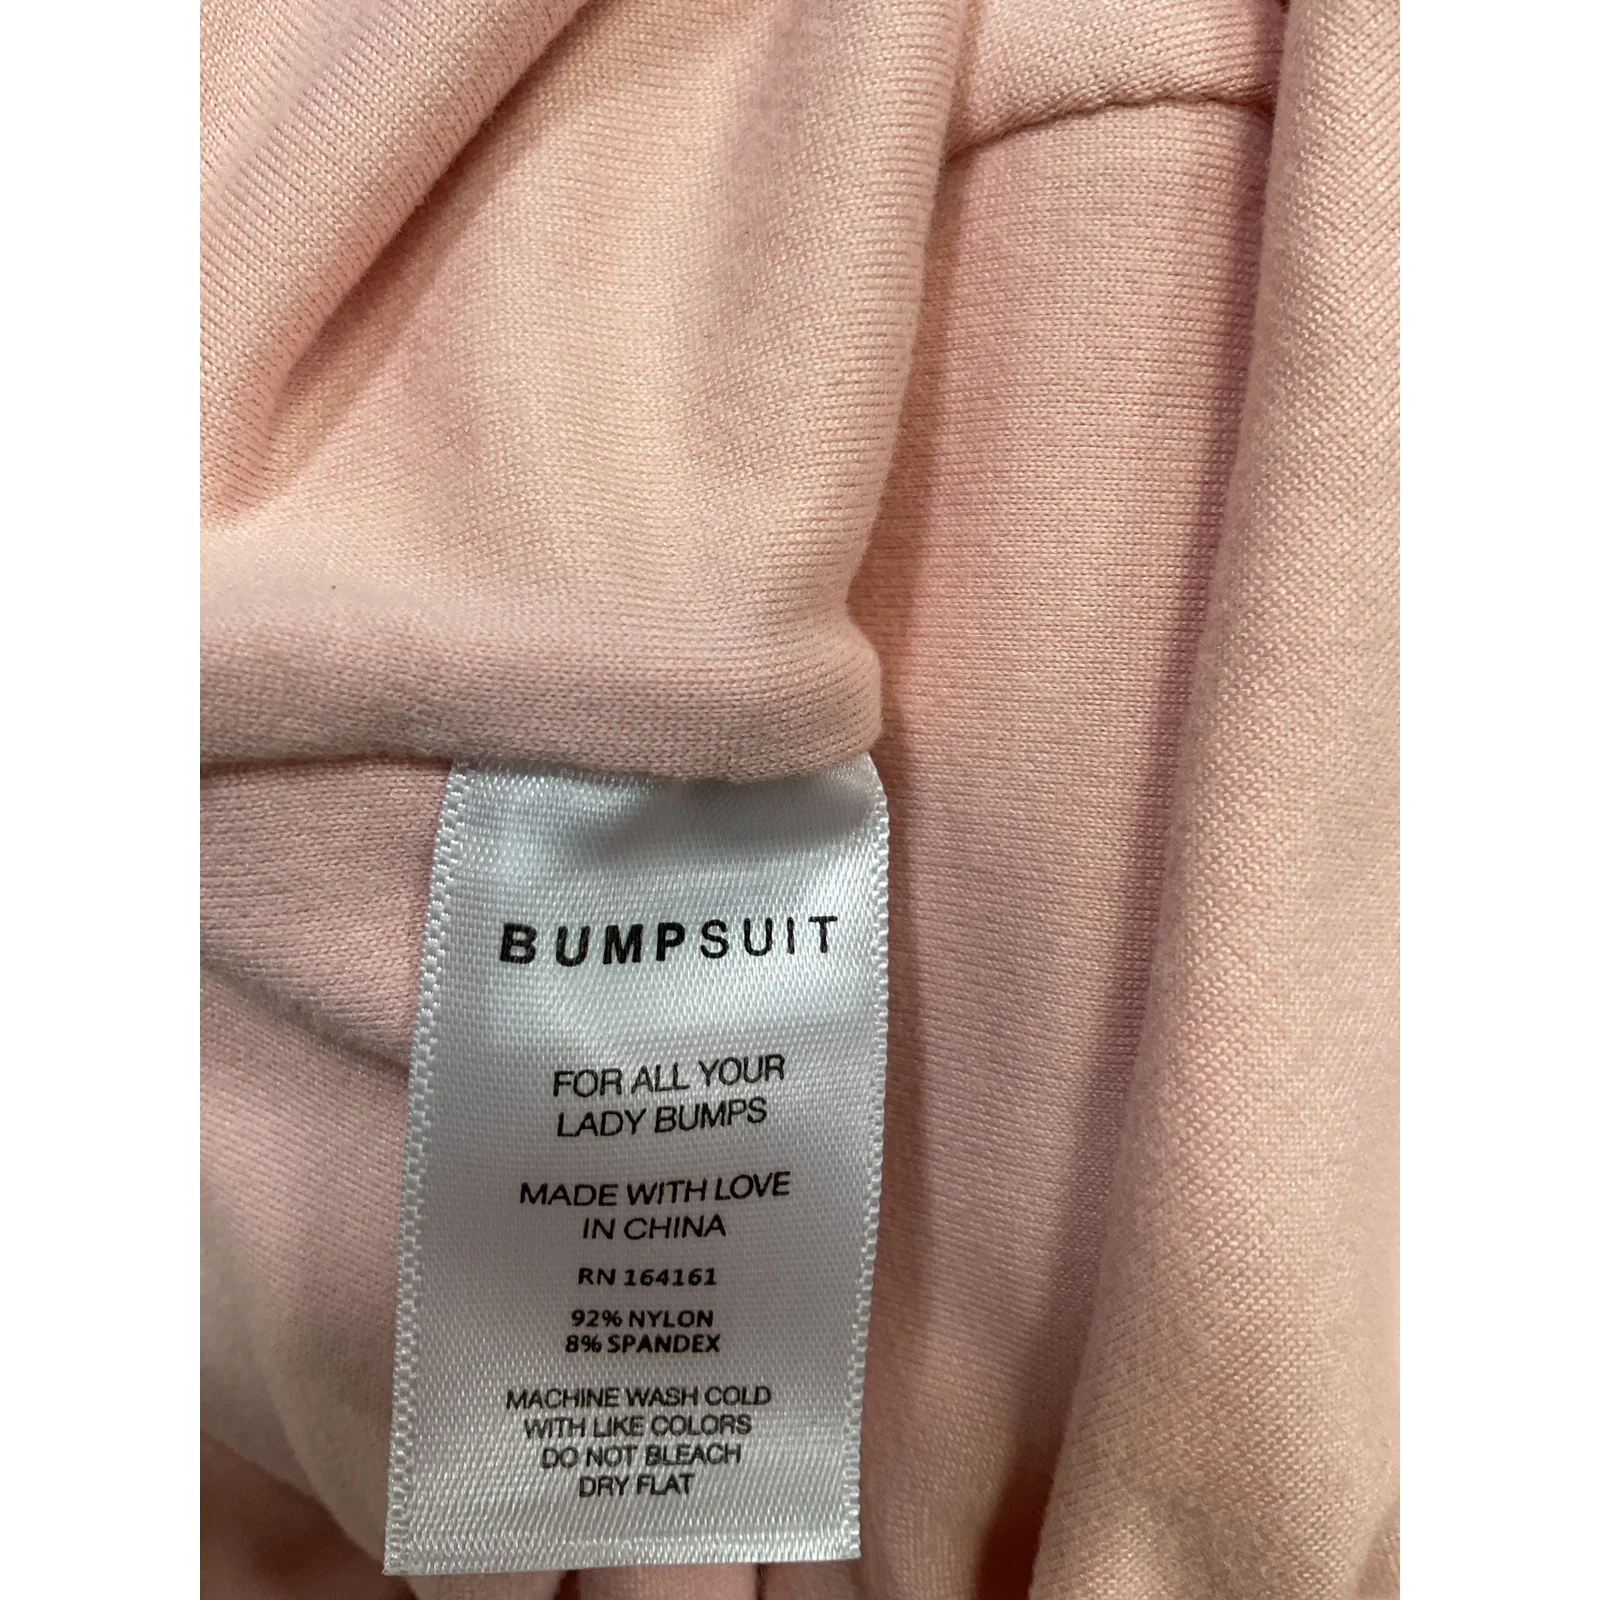 BUMPSUIT
FOR ALL YOUR
LADY BUMPS
MADE WITH LOVE
IN CHINA
RN 164161
92% NYLON
8% SPANDEX
MACHINE WASH COLD
WITH LIKE COLORS
DO NOT BLEACH
DRY FLAT